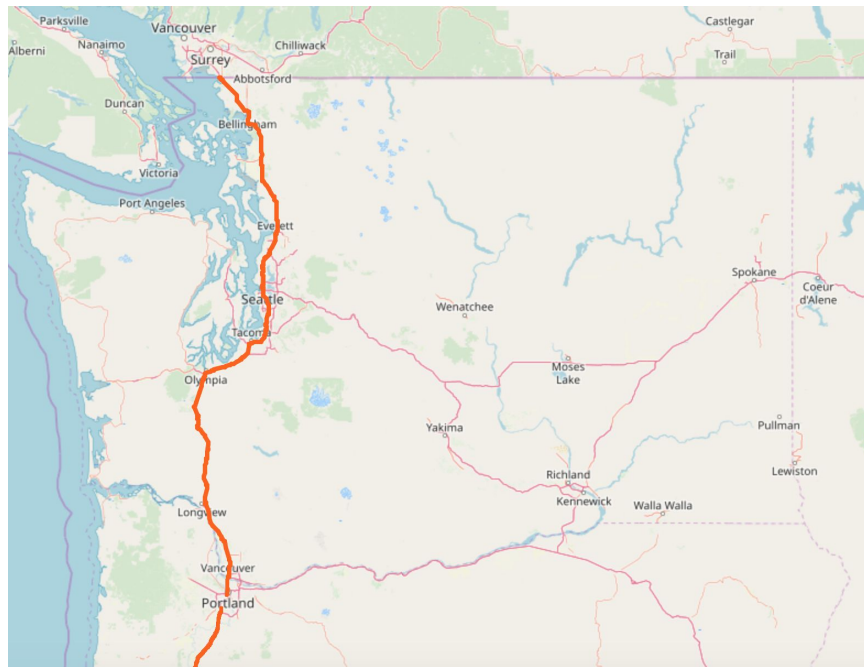 Parksville
Vancouver
Castlegar
Alberni
Nanaimo
Surrey
Chilliwack
Trail
Abbotsford
Duncan
Bellingham
Victoria
Port Angeles
Everett
Spokane
Coeur
d'Alene
Seattle
Wenatchee
Tacoma
Moses
Lake
Olympia
Yakima
Pullman
Richland
Lewiston
Kennewick
Longview
Walla Walla
Vancouver
Portland